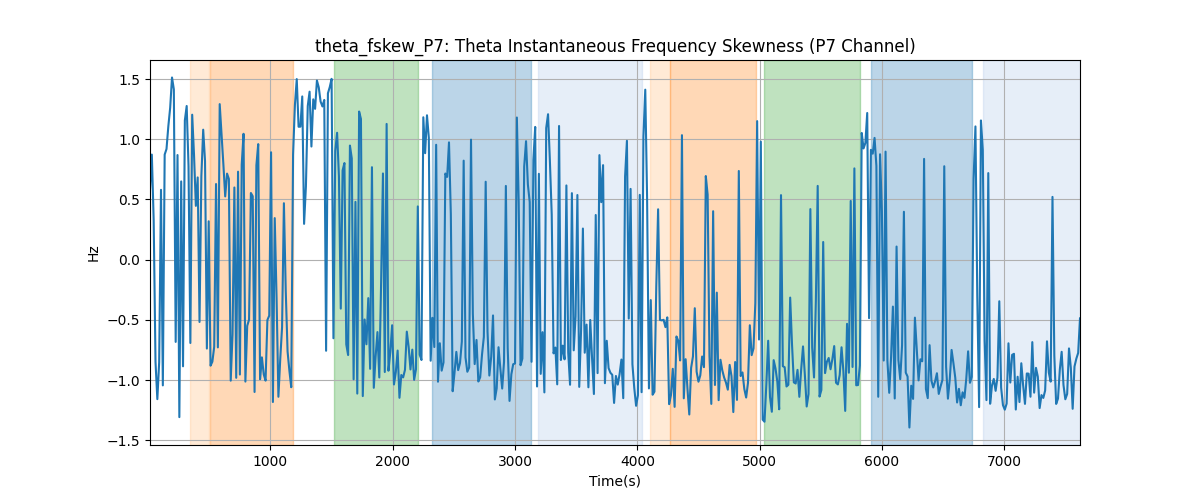 theta_fskew_P7: Theta Instantaneous Frequency Skewness (P7 Channel)
1.5
1.0
0.5
0.0
−0.5
−1.0
−1.5
Hz
1000 2000 3000 4000 5000 6000 7000
Time(s)